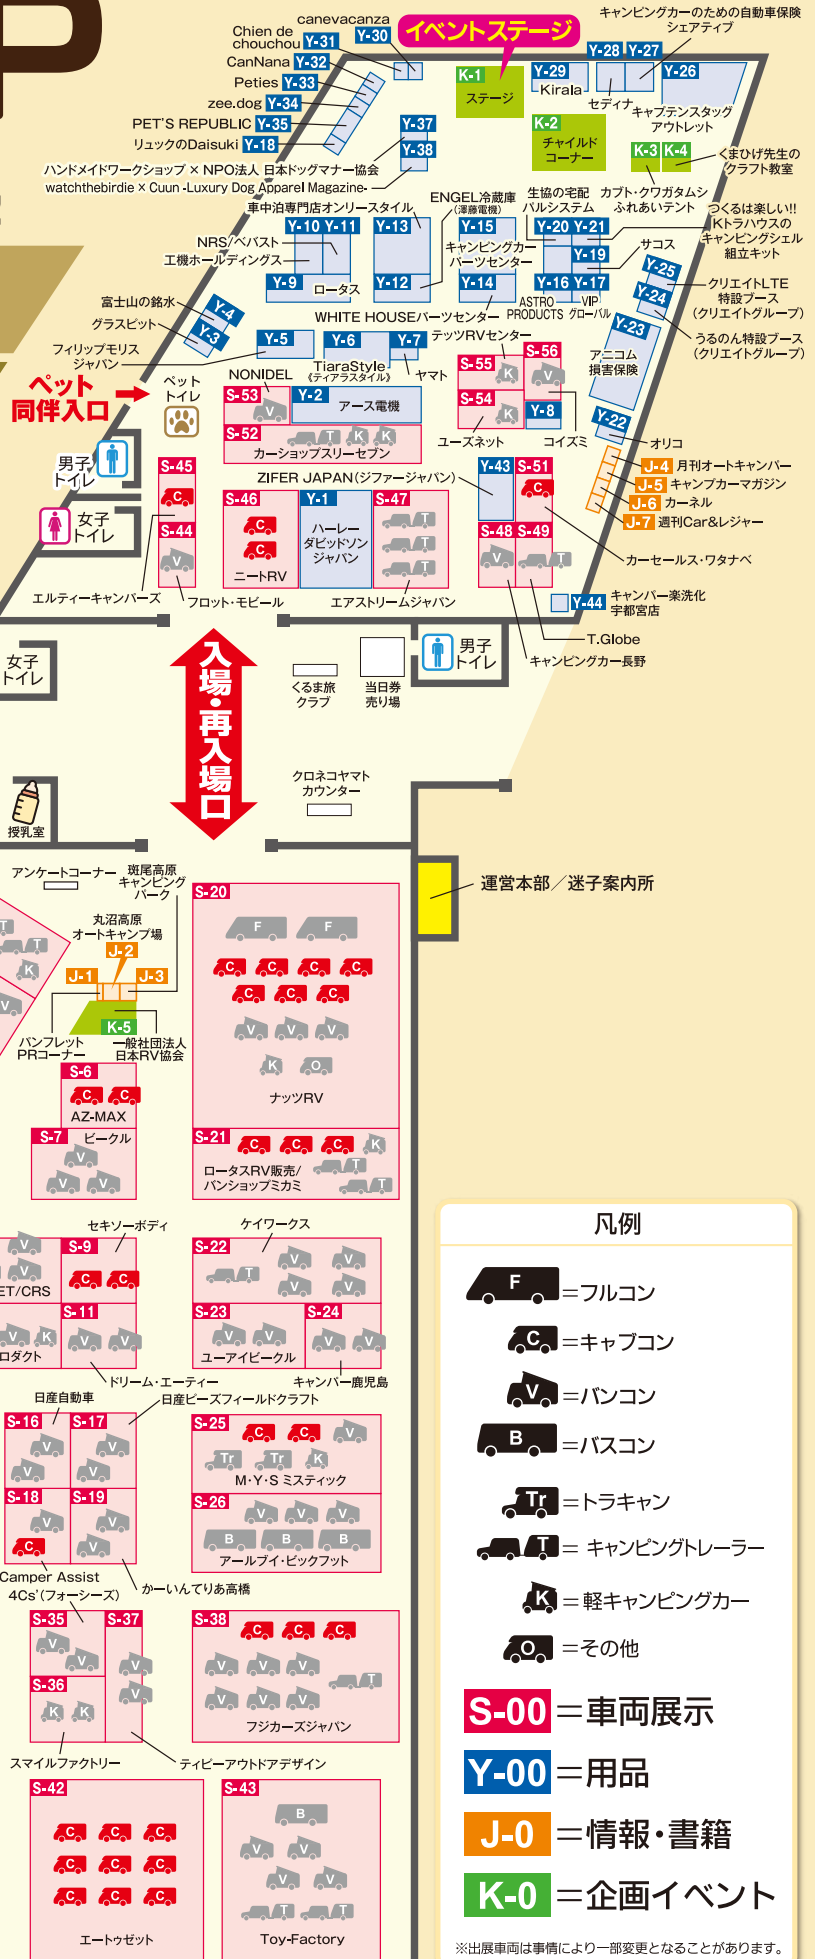 P
canevacanza
Chien de
chouchou
Y-31
Y-30
イベントステージ
キャンピングカーのための自動車保険
シェアティブ
CanNana
Y-32
Peties
Y-33
zee.dog
Y-34
PET'S REPUBLIC
Y-35
リュックのDaisuki
Y-18
K-1
ステージ
Y-29
Kirala
Y-28
Y-27
セディナ
Y-26
キャプテンスタッグ
アウトレット
Y-37
Y-38
K-2
チャイルド
コーナー
K-3
K-4
くまひげ先生の
クラフト教室
ハンドメイドワークショップ × NPO法人 日本ドッグマナー協会
watchthebirdie × Cuun -Luxury Dog Apparel Magazine-
カブト・クワガタムシ
ふれあいテント
車中泊専門店オンリースタイル
ENGEL冷蔵庫
(澤藤電機)
生協の宅配
パルシステム
つくるは楽しい!!
Kトラハウスの
キャンピングシェル
組立キット
Y-10
Y-11
Y-13
Y-15
Y-20
Y-21
NRS/ベバスト
工機ホールディングス
キャンピングカー
パーツセンター
Y-19
サコス
Y-9
ロータス
Y-12
Y-14
Y-16
Y-17
Y-25
Y-24
クリエイトLTE
特設ブース
(クリエイトグループ)
富士山の銘水
Y-4
グラスピット
Y-3
WHITE HOUSEパーツセンター
ASTRO
PRODUCTS
VIP
グローバル
Y-23
アニコム
損害保険
うるのん特設ブース
(クリエイトグループ)
フィリップモリス
ジャパン
Y-5
Y-6
Y-7
TiaraStyle
《ティアラスタイル》
ヤマト
テッツRVセンター
S-55
K
S-56
V
ペット
同伴入口
ペット
トイレ
NONIDEL
S-53
V
Y-2
アース電機
S-54
K
Y-8
ユーズネット
コイズミ
Y-22
オリコ
S-52
T
K
K
カーショップスリーセブン
男子
トイレ
女子
トイレ
S-45
C
S-44
V
ZIFER JAPAN(ジファージャパン)
Y-43
S-51
C
J-4
月刊オートキャンパー
J-5
キャンプカーマガジン
J-6
カーネル
J-7
週刊Car&レジャー
S-46
C
C
ニートRV
Y-1
ハーレー
ダビッドソン
ジャパン
S-47
T
T
T
S-48
V
S-49
T
カーセールス・ワタナベ
エルティーキャンパーズ
フロット・モビール
エアストリームジャパン
Y-44
キャンパー楽洗化
宇都宮店
T.Globe
キャンピングカー長野
女子
トイレ
入場・再入場口
くるま旅
クラブ
当日券
売り場
男子
トイレ
クロネコヤマト
カウンター
授乳室
アンケートコーナー
斑尾高原
キャンピング
パーク
運営本部／迷子案内所
丸沼高原
オートキャンプ場
J-2
J-1
J-3
K-5
T
T
K
V
パンフレット
PRコーナー
一般社団法人
日本RV協会
S-20
F
F
C
C
C
C
C
C
C
V
V
V
K
O
ナッツRV
S-6
C
C
AZ-MAX
S-7
ビークル
V
V
V
S-21
C
C
C
K
T
T
ロータスRV販売/
バンショップミカミ
セキソーボディ
ケイワークス
V
V
ET/CRS
S-9
C
C
S-22
T
V
V
V
V
V
K
ロダクト
S-11
V
V
S-23
V
V
ユーアイビークル
S-24
V
V
ドリーム・エーティー
キャンパー鹿児島
日産自動車
日産ピーズフィールドクラフト
S-16
V
V
S-17
V
V
S-25
C
C
V
Tr
Tr
K
M・Y・S ミスティック
S-18
V
C
S-19
V
V
S-26
V
V
V
B
B
B
アールブイ・ビックフット
Camper Assist
4Cs'(フォーシーズ)
かーいんてりあ高橋
S-35
V
V
S-37
V
V
S-36
K
K
S-38
C
C
C
V
V
V
V
V
V
T
フジカーズジャパン
スマイルファクトリー
ティピーアウトドアデザイン
S-42
C
C
C
C
C
C
C
C
C
エートゥゼット
S-43
B
V
V
V
V
T
T
Toy-Factory
凡例
F
=フルコン
C
=キャブコン
V
=バンコン
B
=バスコン
Tr
=トラキャン
T
=キャンピングトレーラー
K
=軽キャンピングカー
O
=その他
S-00=車両展示
Y-00=用品
J-0=情報・書籍
K-0=企画イベント
※出展車両は事情により一部変更となることがあります。